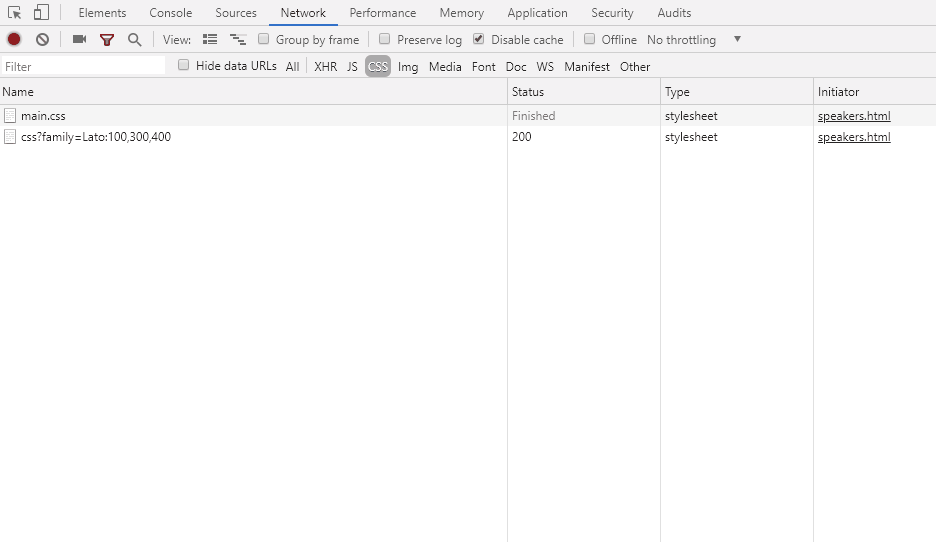 Elements Console Sources Network Performance Memory Application Security Audits
View: Group by frame Preserve log Disable cache Offline No throttling
Filter Hide data URLs All XHR JS CSS Img Media Font Doc WS Manifest Other
Name Status Type Initiator
main.css Finished stylesheet speakers.html
css?family=Lato:100,300,400 200 stylesheet speakers.html